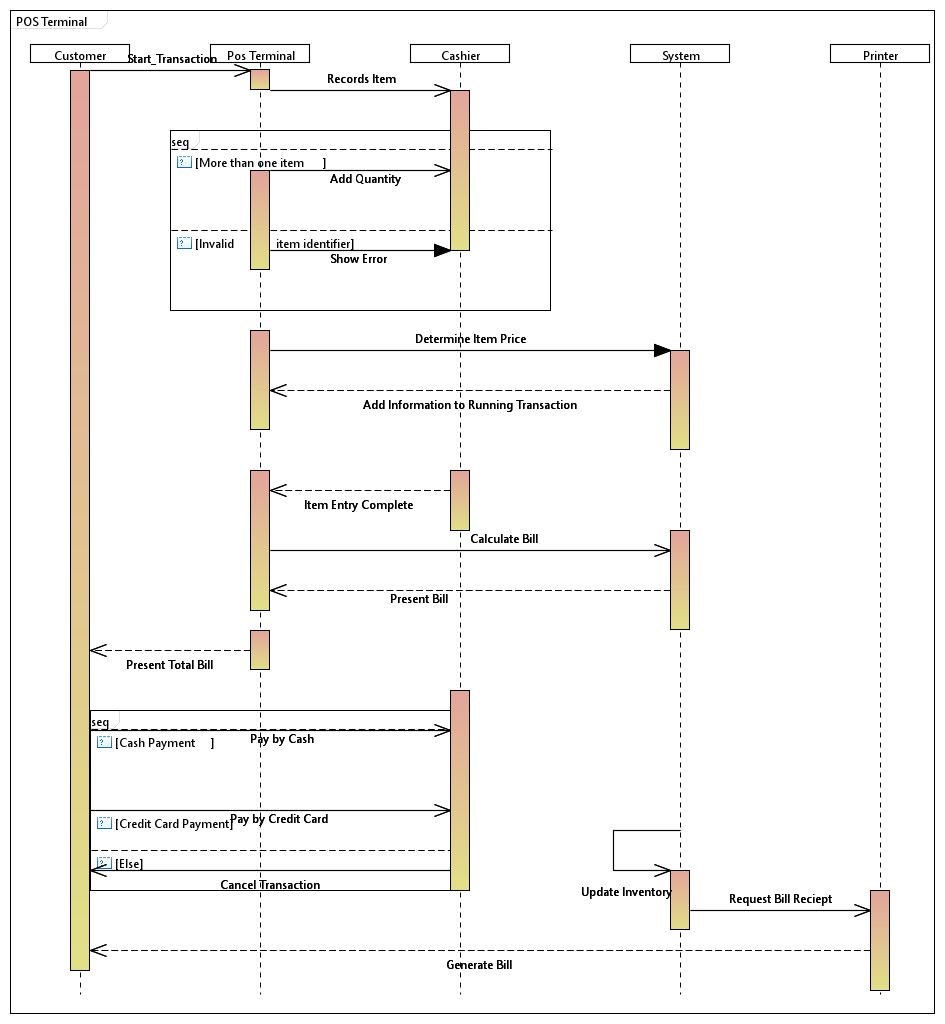 POS Terminal
Customer
Pos Terminal
Cashier
System
Printer
Start_Transaction
Records Item
seq
? [More than one item ]
Add Quantity
? [Invalid item identifier]
Show Error
Determine Item Price
Add Information to Running Transaction
Item Entry Complete
Calculate Bill
Present Bill
Present Total Bill
seq
Pay by Cash
? [Cash Payment ]
Pay by Credit Card
? [Credit Card Payment]
? [Else]
Cancel Transaction
Update Inventory
Request Bill Reciept
Generate Bill